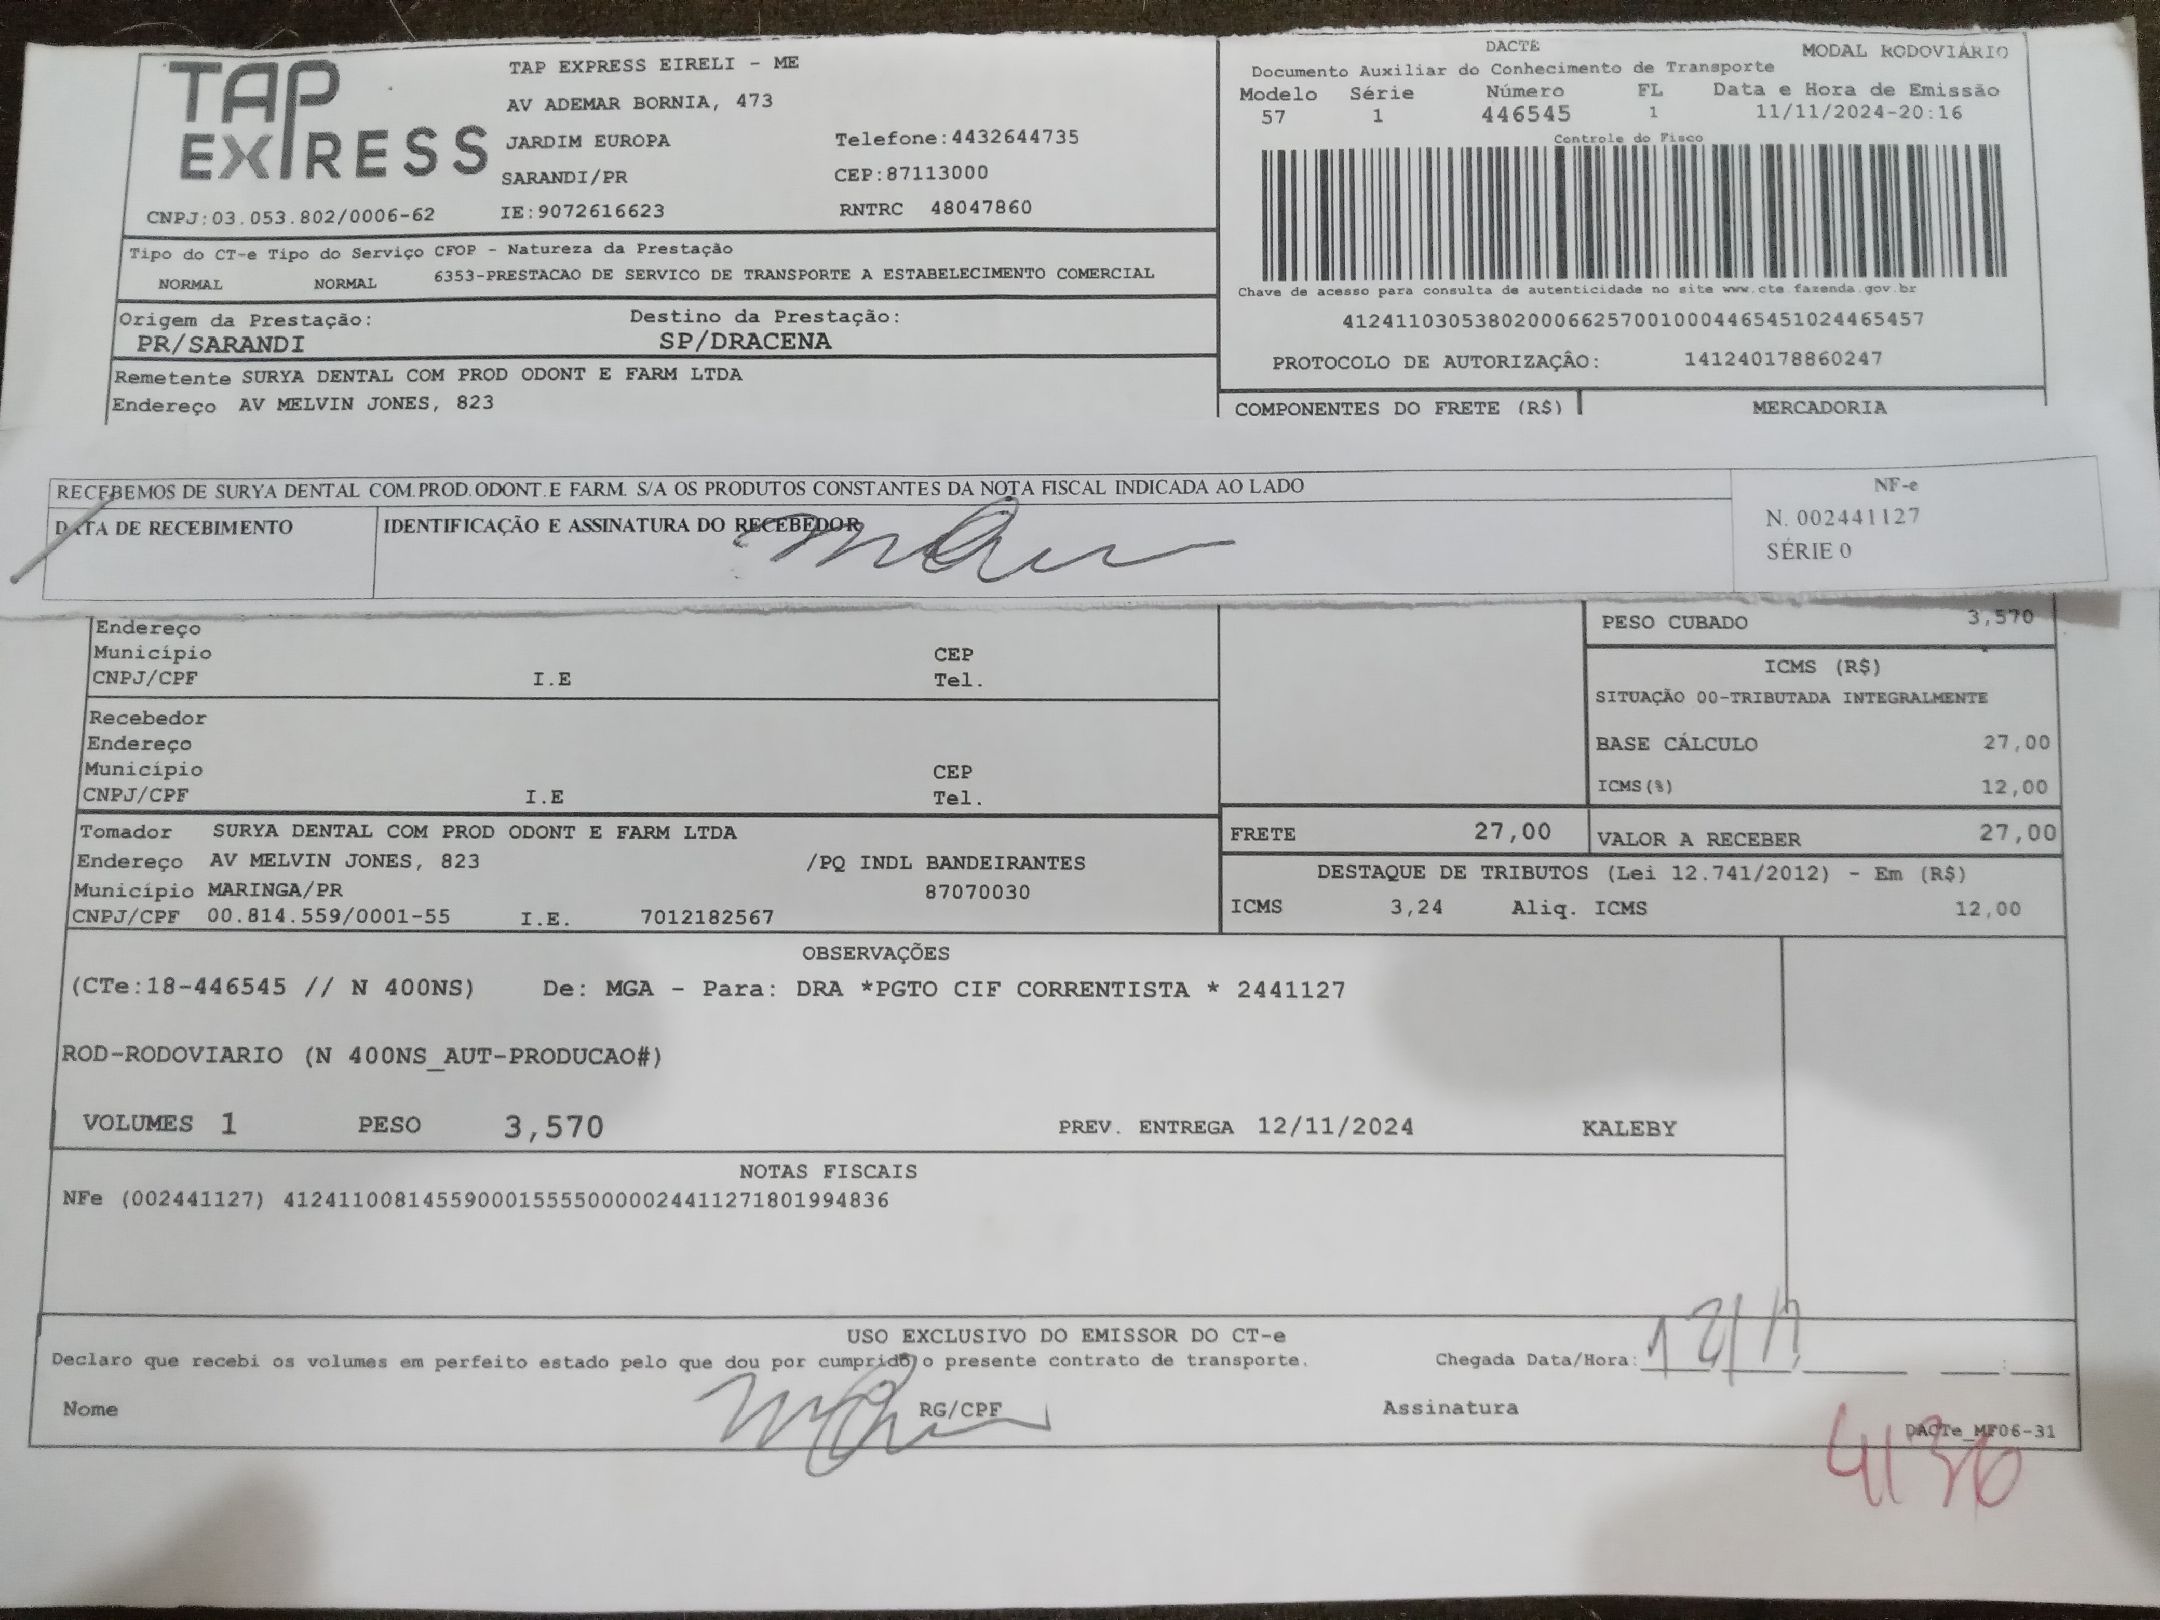 TAP EXPRESS
TAP EXPRESS EIRELI - ME
AV ADEMAR BORNIA, 473
JARDIM EUROPA Telefone:4432644735
SARANDI/PR CEP:87113000
CNPJ:03.053.802/0006-62 IE:9072616623 RNTRC 48047860
DACTE MODAL RODOVIÁRIO
Documento Auxiliar do Conhecimento de Transporte
Modelo Série Número FL Data e Hora de Emissão
57 1 446545 1 11/11/2024-20:16
Controle do Fisco
Chave de acesso para consulta de autenticidade no site www.cte.fazenda.gov.br
41241103053802000662570010004465451024465457
PROTOCOLO DE AUTORIZAÇÂO: 141240178860247
Tipo do CT-e Tipo do Serviço CFOP - Natureza da Prestação
NORMAL NORMAL 6353-PRESTACAO DE SERVICO DE TRANSPORTE A ESTABELECIMENTO COMERCIAL
Origem da Prestação: Destino da Prestação:
PR/SARANDI SP/DRACENA
Remetente SURYA DENTAL COM PROD ODONT E FARM LTDA
Endereço AV MELVIN JONES, 823
COMPONENTES DO FRETE (R$) MERCADORIA
RECEBEMOS DE SURYA DENTAL COM.PROD.ODONT.E FARM. S/A OS PRODUTOS CONSTANTES DA NOTA FISCAL INDICADA AO LADO
DATA DE RECEBIMENTO IDENTIFICAÇÃO E ASSINATURA DO RECEBEDOR
NF-e
N. 002441127
SÉRIE 0
Endereço
Município CEP
CNPJ/CPF I.E Tel.
PESO CUBADO 3,570
ICMS (R$)
SITUAÇÃO 00-TRIBUTADA INTEGRALMENTE
BASE CÁLCULO 27,00
ICMS(%) 12,00
Recebedor
Endereço
Município CEP
CNPJ/CPF I.E Tel.
FRETE 27,00 VALOR A RECEBER 27,00
Tomador SURYA DENTAL COM PROD ODONT E FARM LTDA
Endereço AV MELVIN JONES, 823 /PQ INDL BANDEIRANTES
Município MARINGA/PR 87070030
CNPJ/CPF 00.814.559/0001-55 I.E. 7012182567
DESTAQUE DE TRIBUTOS (Lei 12.741/2012) - Em (R$)
ICMS 3,24 Aliq. ICMS 12,00
OBSERVAÇÕES
(CTe:18-446545 // N 400NS) De: MGA - Para: DRA *PGTO CIF CORRENTISTA * 2441127
ROD-RODOVIARIO (N 400NS_AUT-PRODUCAO#)
VOLUMES 1 PESO 3,570 PREV. ENTREGA 12/11/2024 KALEBY
NOTAS FISCAIS
NFe (002441127) 41241100814559000155550000024411271801994836
USO EXCLUSIVO DO EMISSOR DO CT-e
Declaro que recebi os volumes em perfeito estado pelo que dou por cumprido o presente contrato de transporte. Chegada Data/Hora: 12/11
Nome RG/CPF Assinatura
DACTe_MF06-31
4136